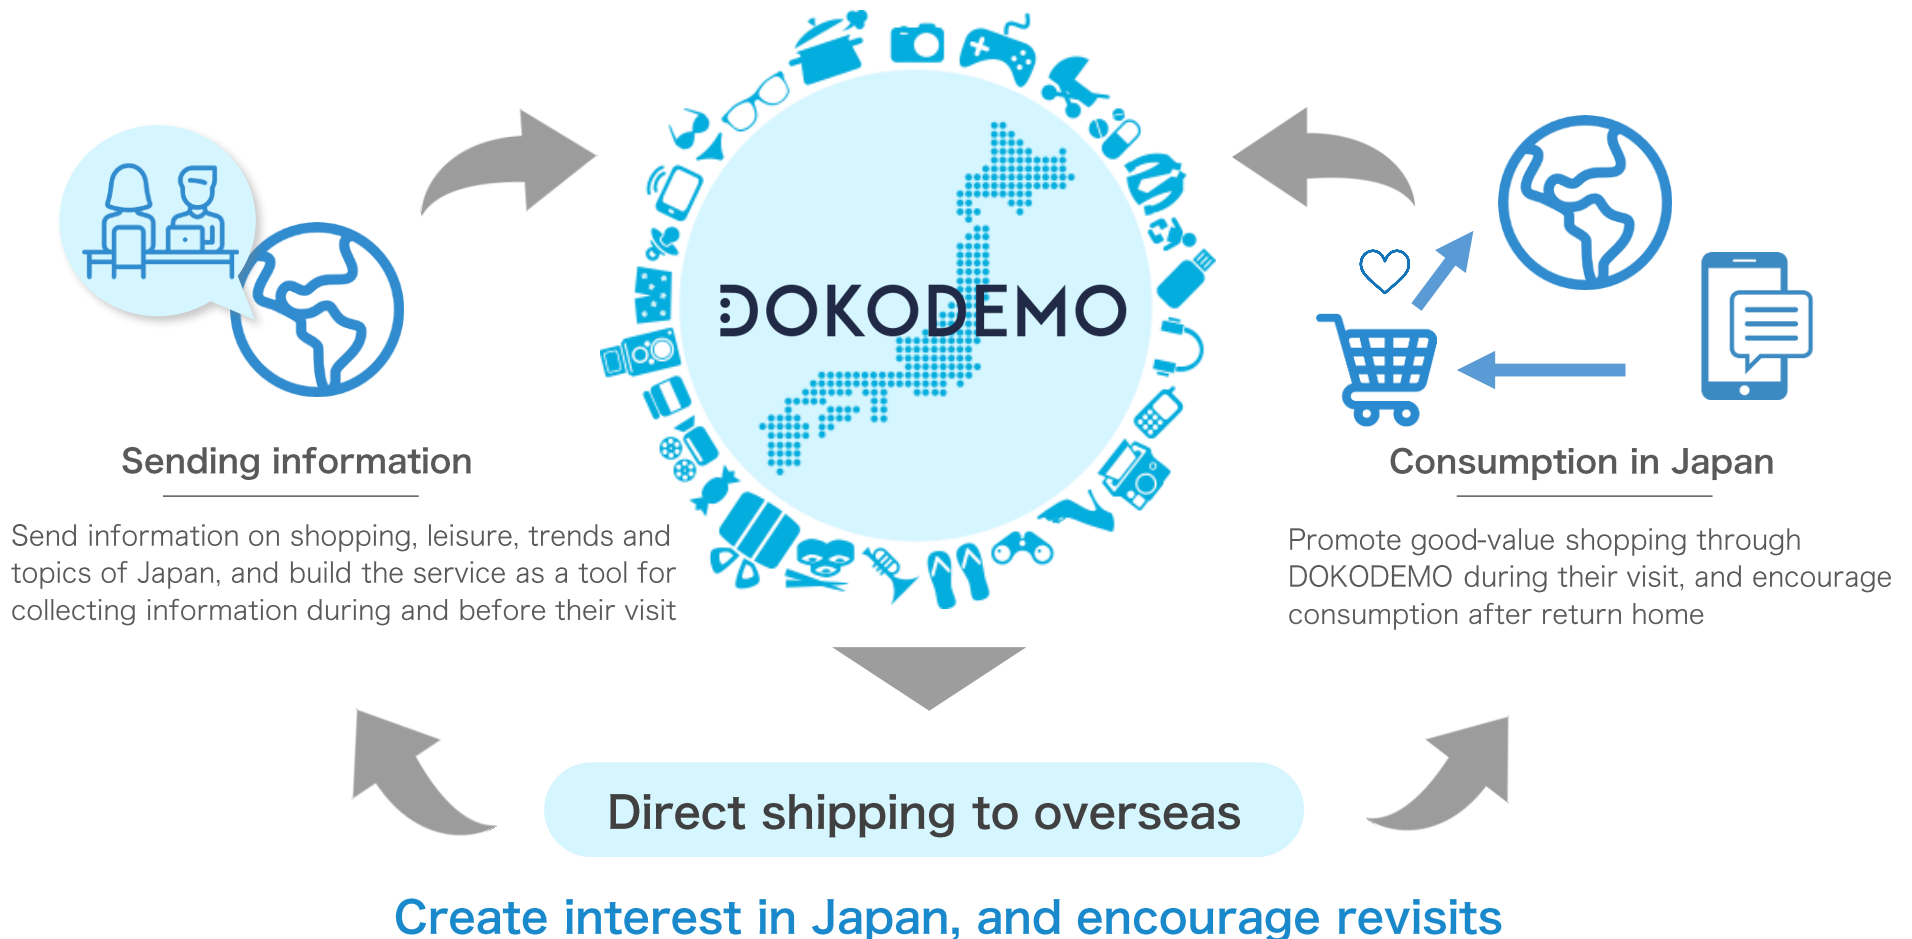 DOKODEMO
Sending information
Send information on shopping, leisure, trends and
topics of Japan, and build the service as a tool for
collecting information during and before their visit
Consumption in Japan
Promote good-value shopping through
DOKODEMO during their visit, and encourage
consumption after return home
Direct shipping to overseas
Create interest in Japan, and encourage revisits